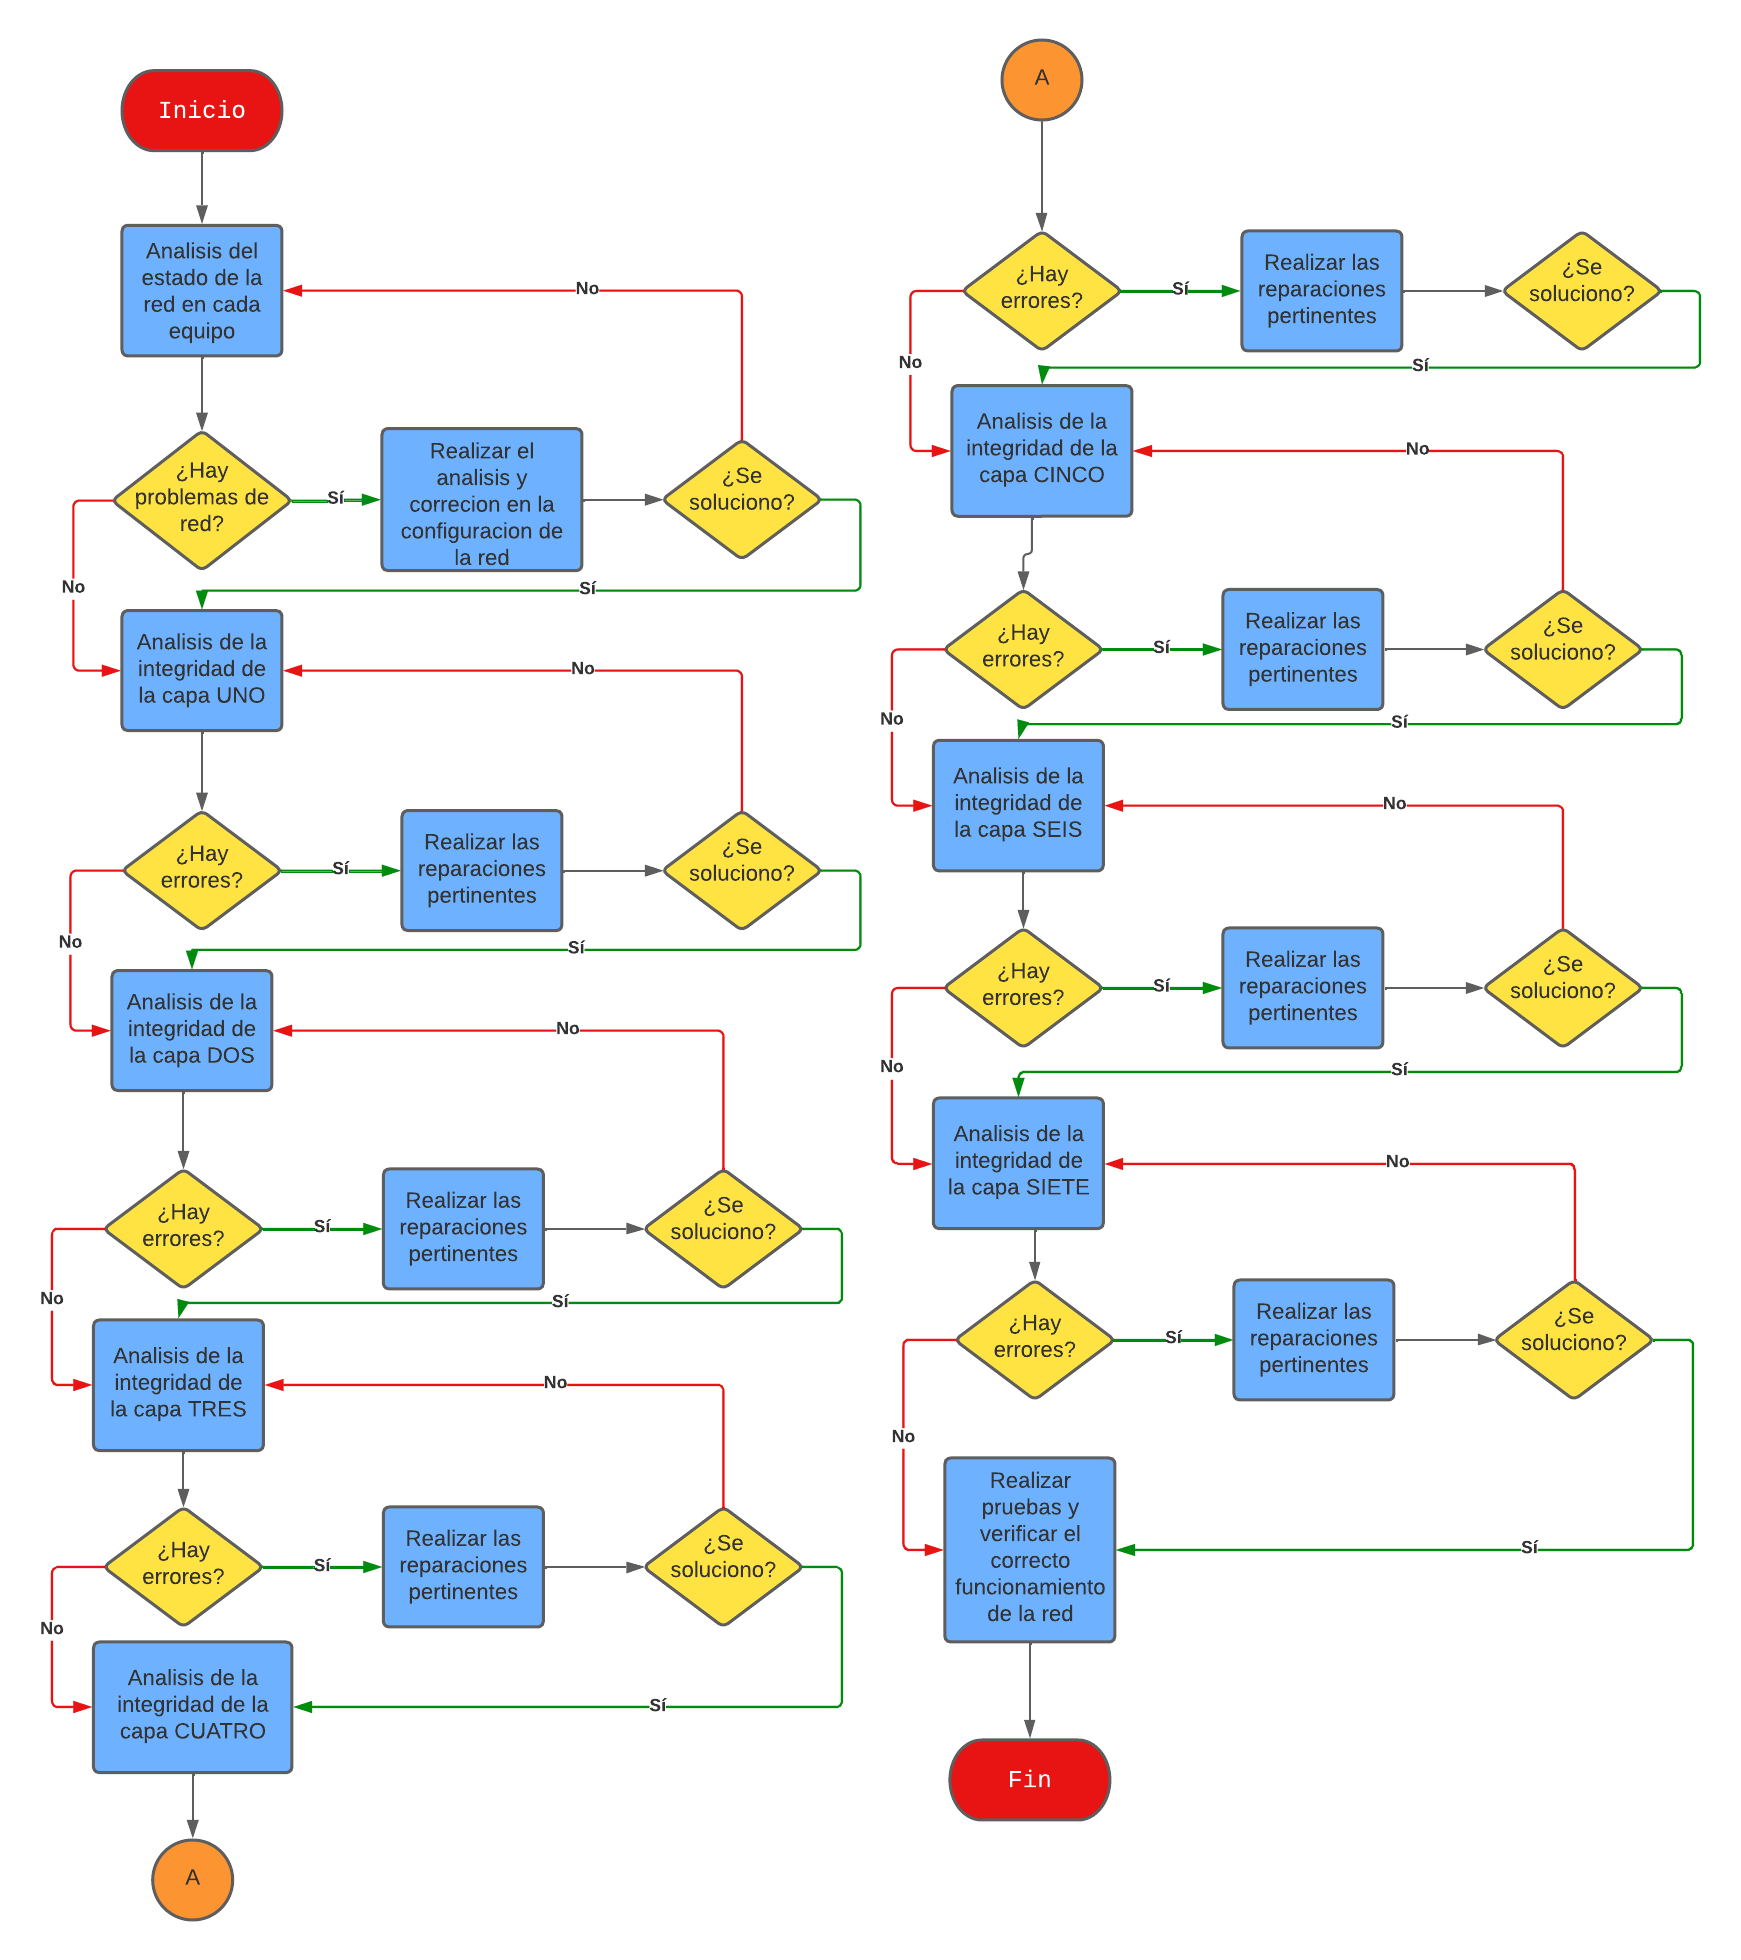 Inicio
Analisis del
estado de la
red en cada
equipo
No
¿Hay
problemas de
red?
Sí
Realizar el
analisis y
correcion en la
configuracion de
la red
¿Se
soluciono?
No
Sí
Analisis de la
integridad de
la capa UNO
No
¿Hay
errores?
Sí
Realizar las
reparaciones
pertinentes
¿Se
soluciono?
No
Sí
Analisis de la
integridad de
la capa DOS
No
¿Hay
errores?
Sí
Realizar las
reparaciones
pertinentes
¿Se
soluciono?
No
Sí
Analisis de la
integridad de
la capa TRES
No
¿Hay
errores?
Sí
Realizar las
reparaciones
pertinentes
¿Se
soluciono?
No
Sí
Analisis de la
integridad de la
capa CUATRO
A
A
¿Hay
errores?
Sí
Realizar las
reparaciones
pertinentes
¿Se
soluciono?
No
Sí
Analisis de la
integridad de la
capa CINCO
No
¿Hay
errores?
Sí
Realizar las
reparaciones
pertinentes
¿Se
soluciono?
No
Sí
Analisis de la
integridad de
la capa SEIS
No
¿Hay
errores?
Sí
Realizar las
reparaciones
pertinentes
¿Se
soluciono?
No
Sí
Analisis de la
integridad de
la capa SIETE
No
¿Hay
errores?
Sí
Realizar las
reparaciones
pertinentes
¿Se
soluciono?
No
Realizar
pruebas y
verificar el
correcto
funcionamiento
de la red
Sí
Fin